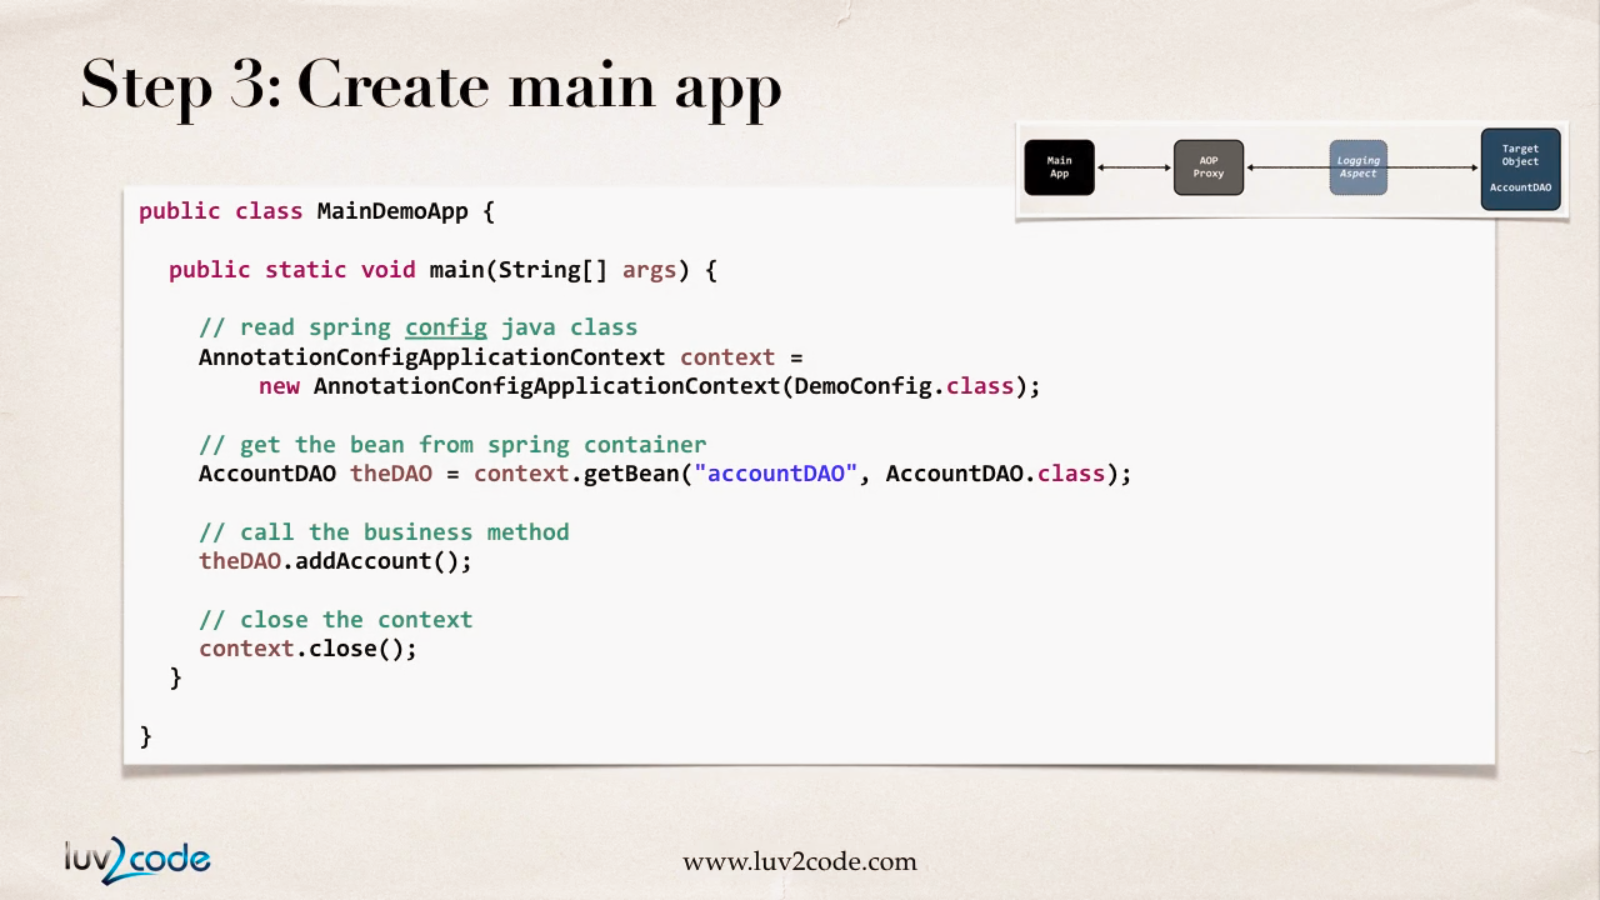 Step 3: Create main app
Main
App
AOP
Proxy
Logging
Aspect
Target
Object
AccountDAO
public class MainDemoApp {
public static void main(String[] args) {
// read spring config java class
AnnotationConfigApplicationContext context =
new AnnotationConfigApplicationContext(DemoConfig.class);
// get the bean from spring container
AccountDAO theDAO = context.getBean("accountDAO", AccountDAO.class);
// call the business method
theDAO.addAccount();
// close the context
context.close();
}
}
luv2code
www.luv2code.com